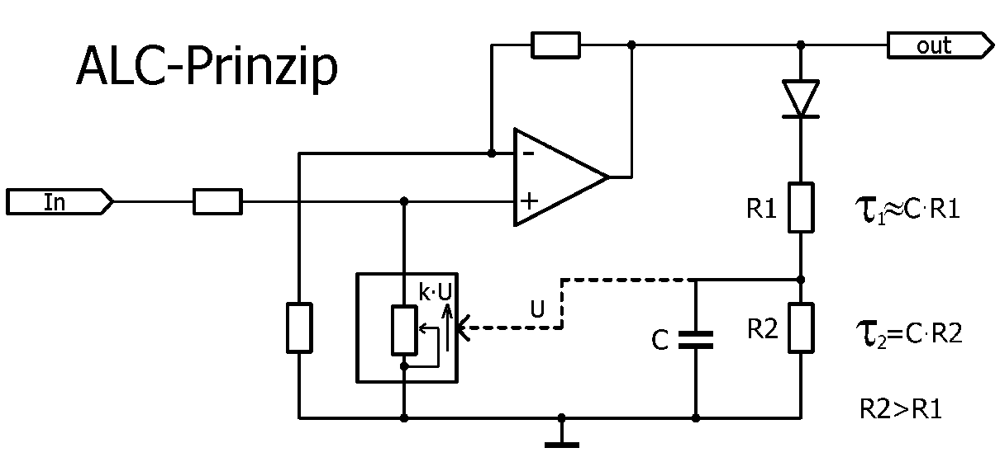 ALC-Prinzip
out
In
-
+
R1
τ₁≈C·R1
k·U
U
C
R2
τ₂=C·R2
R2>R1